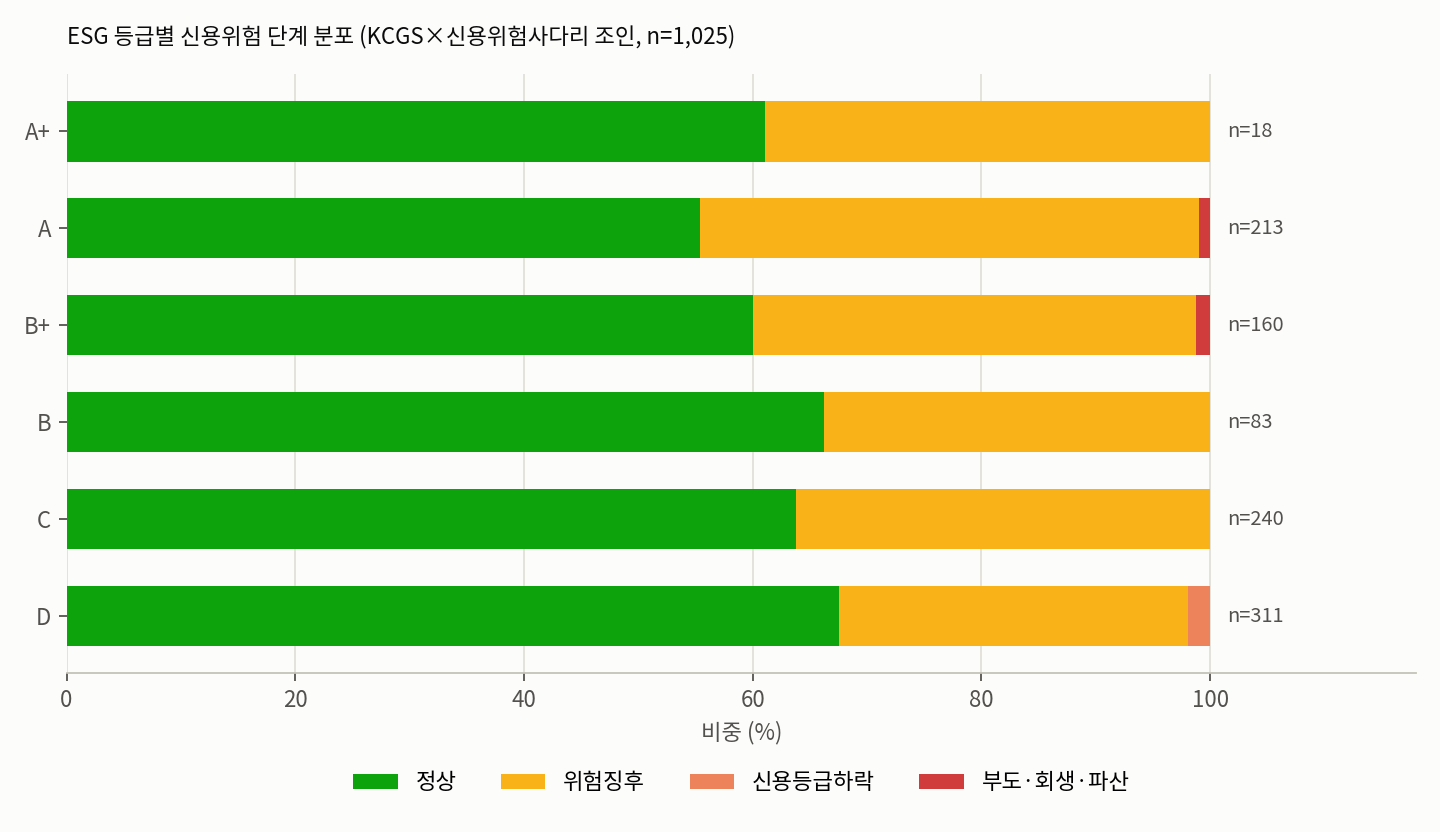 ESG 등급별 신용위험 단계 분포 (KCGS×신용위험사다리 조인, n=1,025)
A+ n=18
A n=213
B+ n=160
B n=83
C n=240
D n=311
0 20 40 60 80 100
비중 (%)
정상 위험징후 신용등급하락 부도·회생·파산